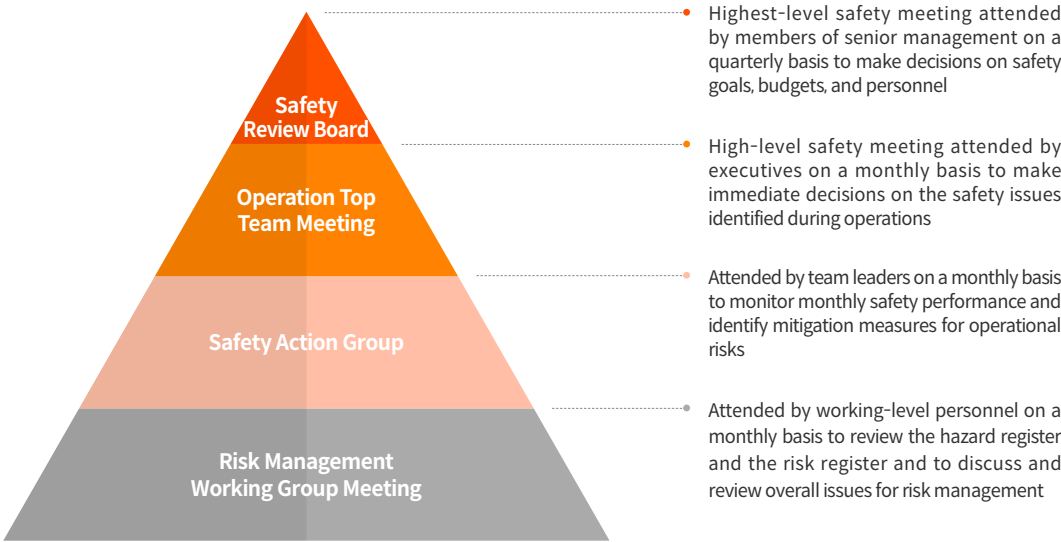 Safety
Review Board
Highest-level safety meeting attended
by members of senior management on a
quarterly basis to make decisions on safety
goals, budgets, and personnel
Operation Top
Team Meeting
High-level safety meeting attended by
executives on a monthly basis to make
immediate decisions on the safety issues
identified during operations
Safety Action Group
Attended by team leaders on a monthly basis
to monitor monthly safety performance and
identify mitigation measures for operational
risks
Risk Management
Working Group Meeting
Attended by working-level personnel on a
monthly basis to review the hazard register
and the risk register and to discuss and
review overall issues for risk management